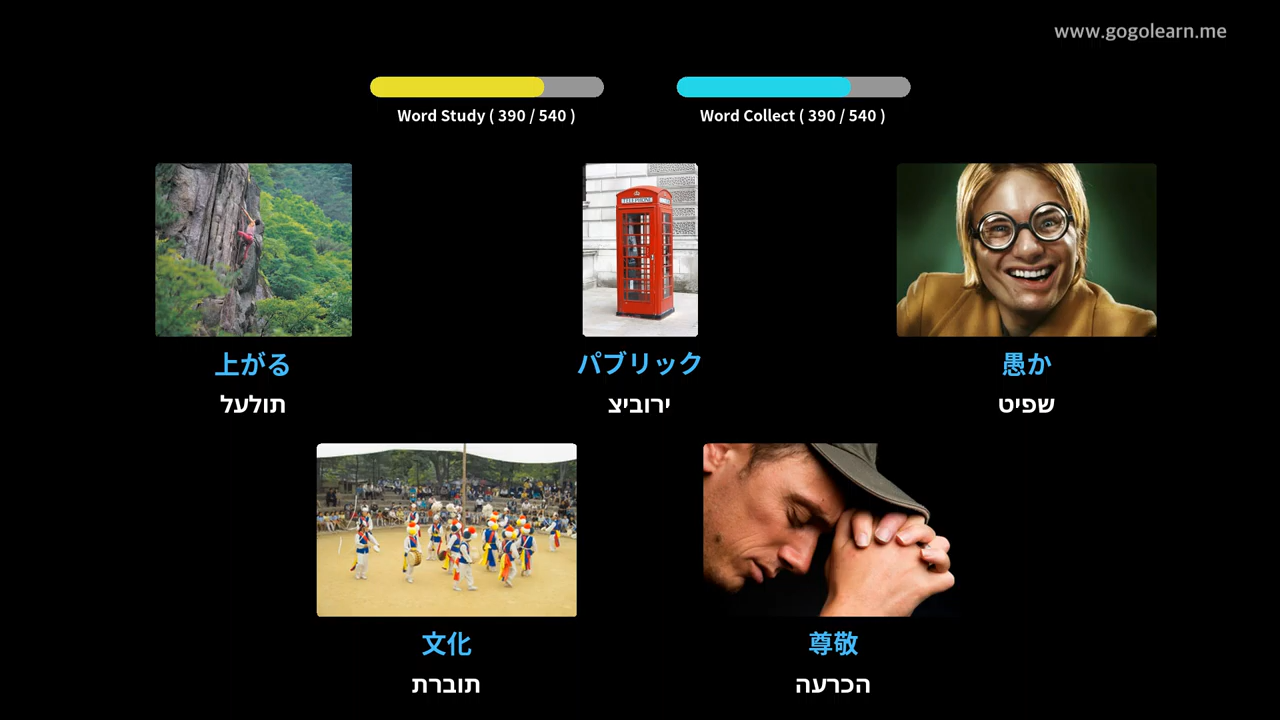 www.gogolearn.me
Word Study ( 390 / 540 )
Word Collect ( 390 / 540 )
TELEPHONE
上がる
パブリック
愚か
תולעל
ירוביצ
שפיט
文化
尊敬
תוברת
הכרעה